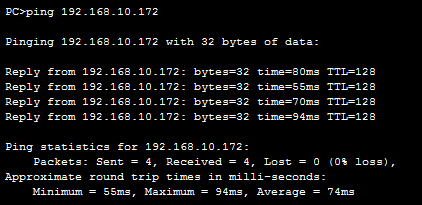 PC>ping 192.168.10.172
Pinging 192.168.10.172 with 32 bytes of data:
Reply from 192.168.10.172: bytes=32 time=80ms TTL=128
Reply from 192.168.10.172: bytes=32 time=55ms TTL=128
Reply from 192.168.10.172: bytes=32 time=70ms TTL=128
Reply from 192.168.10.172: bytes=32 time=94ms TTL=128
Ping statistics for 192.168.10.172:
    Packets: Sent = 4, Received = 4, Lost = 0 (0% loss),
Approximate round trip times in milli-seconds:
    Minimum = 55ms, Maximum = 94ms, Average = 74ms